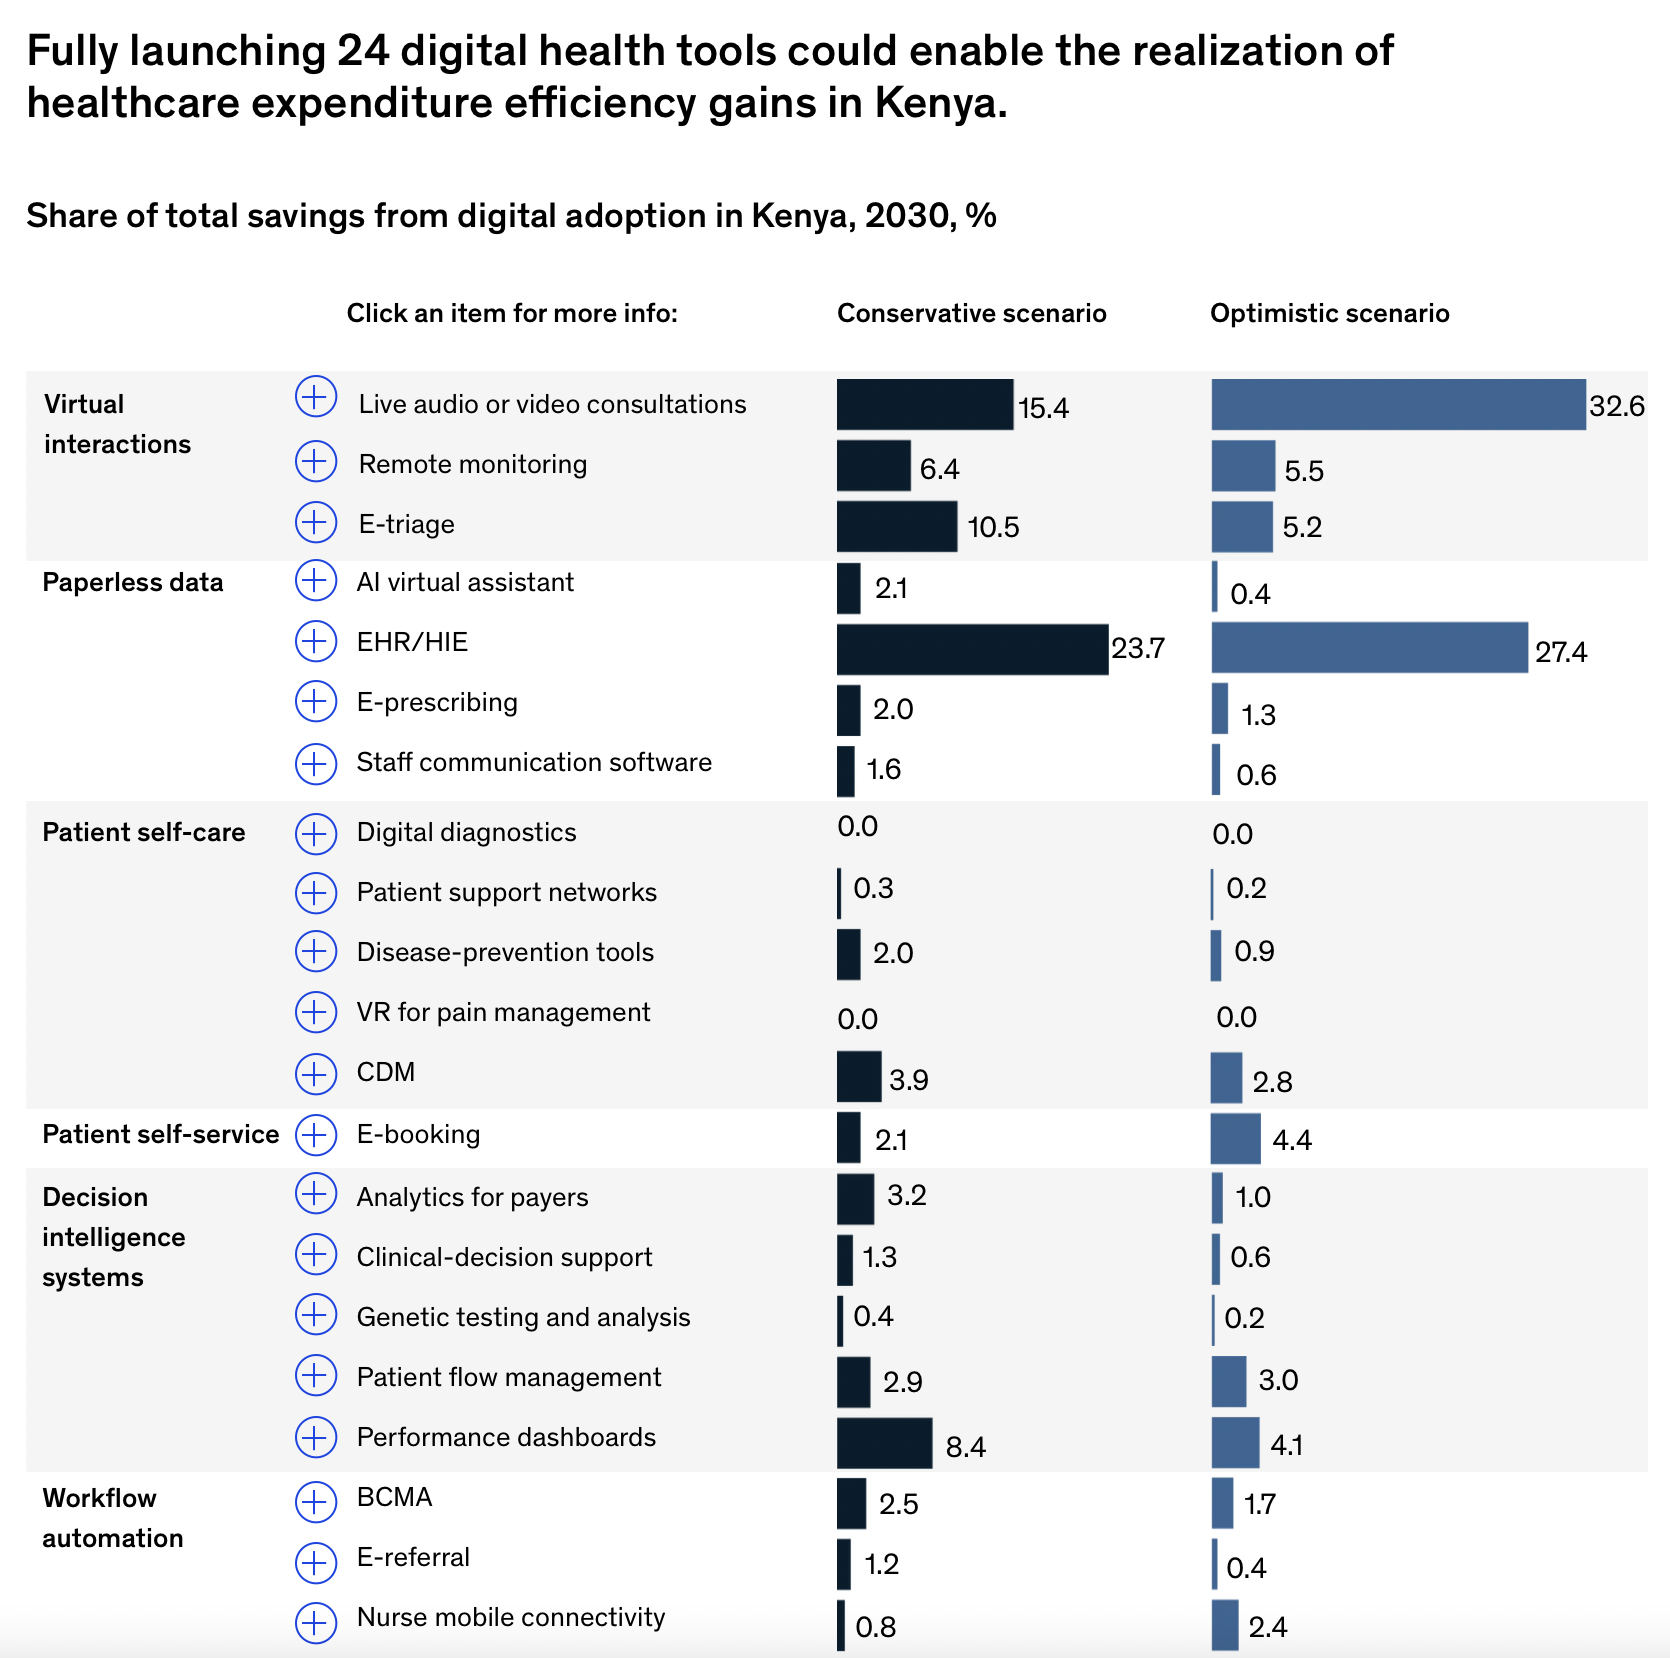 Fully launching 24 digital health tools could enable the realization of
healthcare expenditure efficiency gains in Kenya.
Share of total savings from digital adoption in Kenya, 2030, %
Click an item for more info: Conservative scenario Optimistic scenario
Virtual
interactions
Live audio or video consultations 15.4 32.6
Remote monitoring 6.4 5.5
E-triage 10.5 5.2
Paperless data AI virtual assistant 2.1 0.4
EHR/HIE 23.7 27.4
E-prescribing 2.0 1.3
Staff communication software 1.6 0.6
Patient self-care Digital diagnostics 0.0 0.0
Patient support networks 0.3 0.2
Disease-prevention tools 2.0 0.9
VR for pain management 0.0 0.0
CDM 3.9 2.8
Patient self-service E-booking 2.1 4.4
Decision
intelligence
systems
Analytics for payers 3.2 1.0
Clinical-decision support 1.3 0.6
Genetic testing and analysis 0.4 0.2
Patient flow management 2.9 3.0
Performance dashboards 8.4 4.1
Workflow
automation
BCMA 2.5 1.7
E-referral 1.2 0.4
Nurse mobile connectivity 0.8 2.4